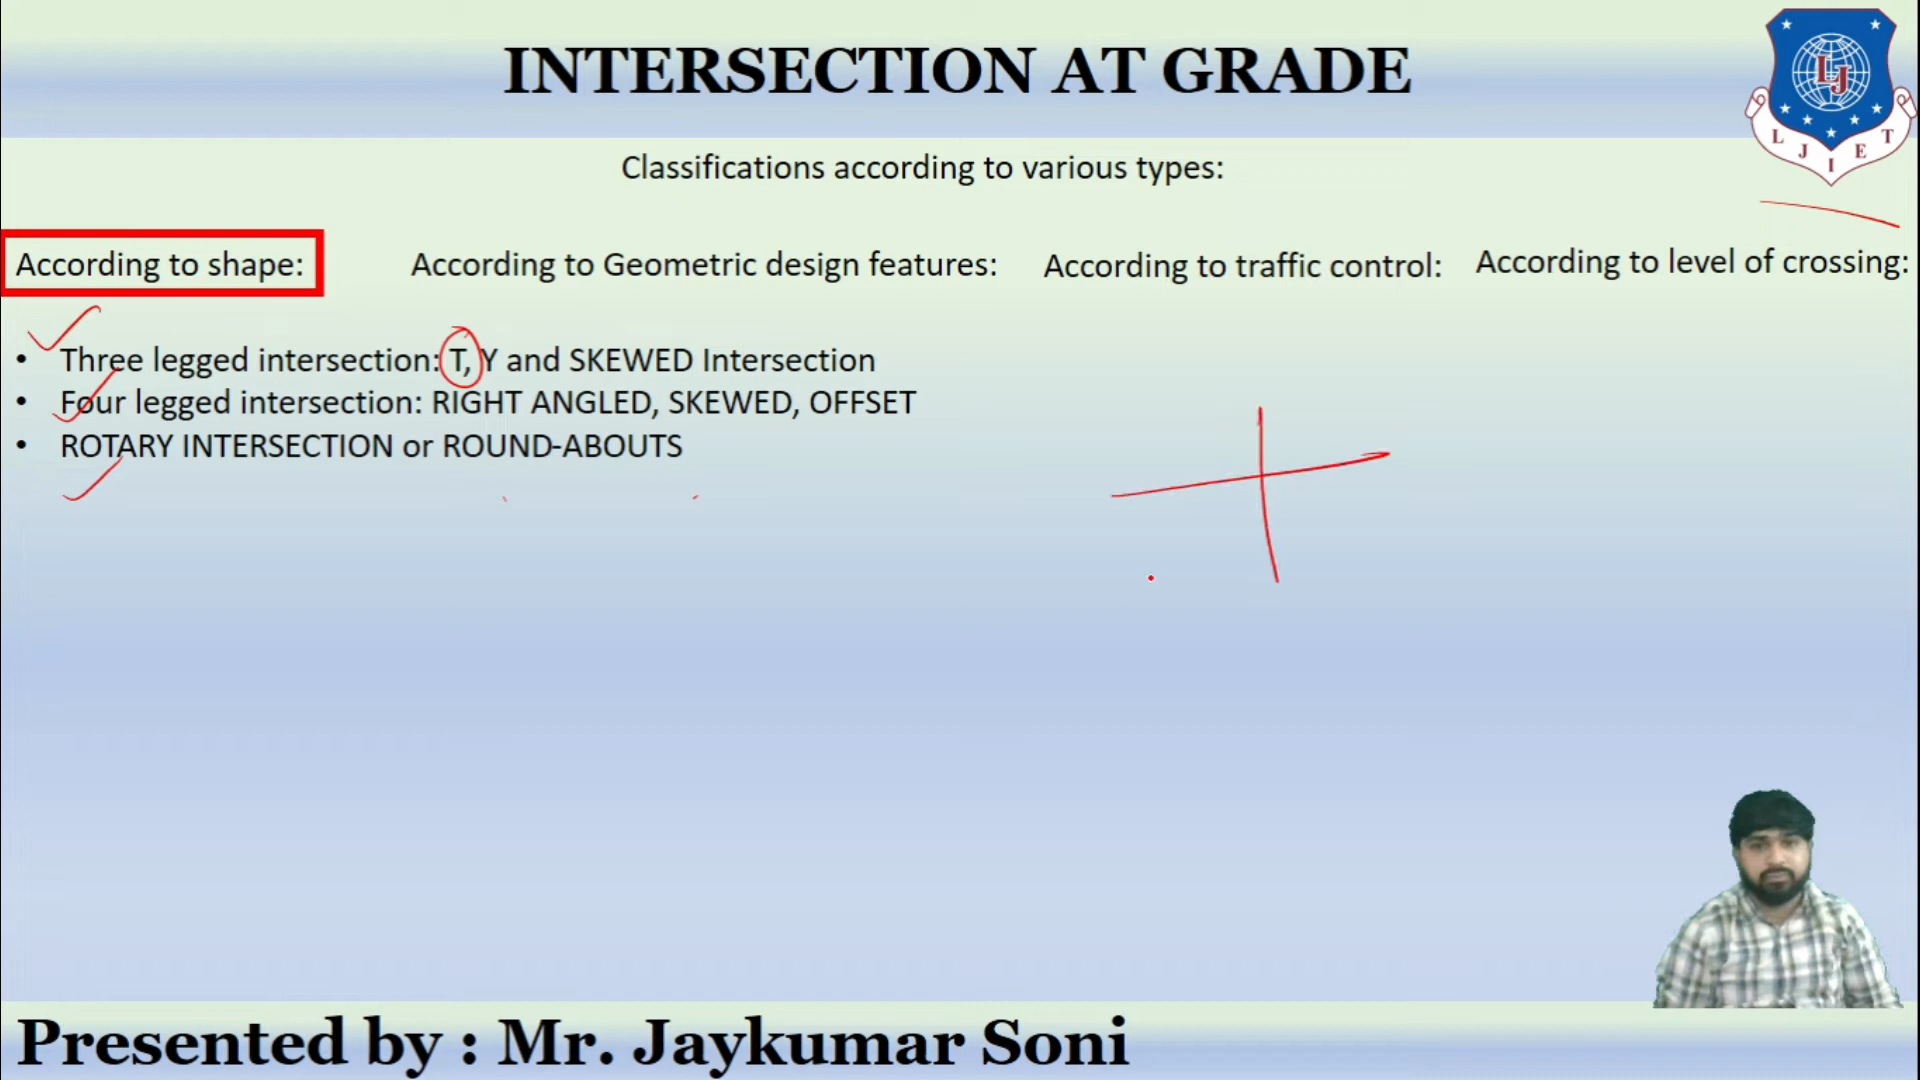 INTERSECTION AT GRADE
LJ
L J I E T
Classifications according to various types:
According to shape:
According to Geometric design features:
According to traffic control:
According to level of crossing:
• Three legged intersection: T, Y and SKEWED Intersection
• Four legged intersection: RIGHT ANGLED, SKEWED, OFFSET
• ROTARY INTERSECTION or ROUND-ABOUTS
Presented by : Mr. Jaykumar Soni